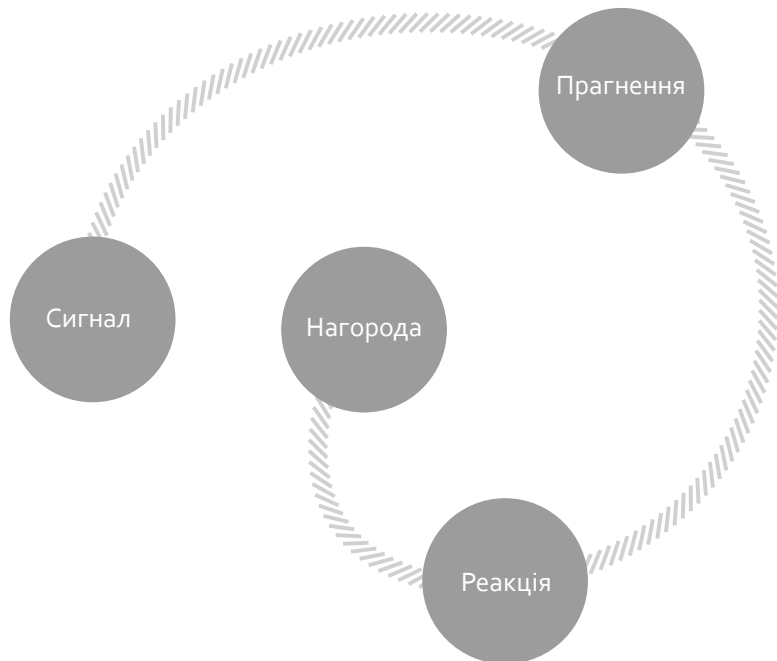 Сигнал
Прагнення
Реакція
Нагорода